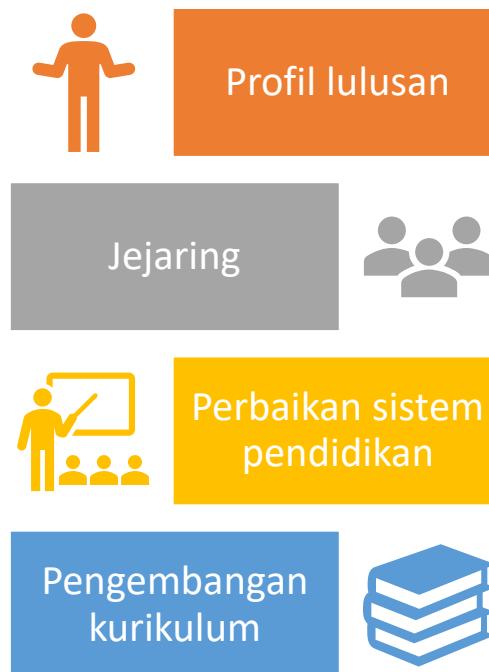 Profil lulusan
Jejaring
Perbaikan sistem
pendidikan
Pengembangan
kurikulum